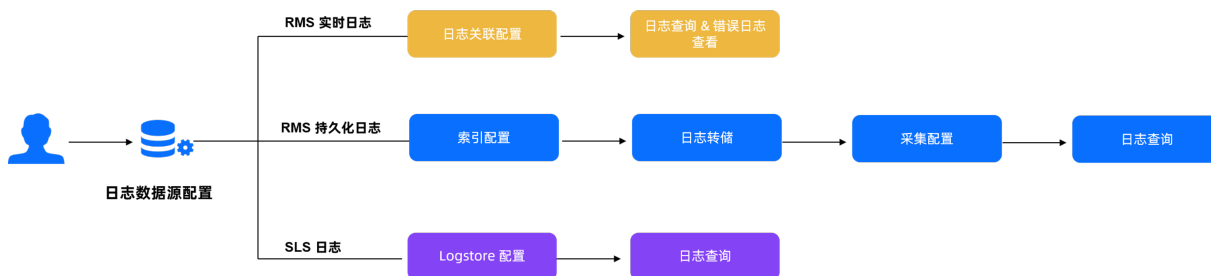 RMS 实时日志
日志关联配置
日志查询 & 错误日志
查看
RMS 持久化日志
索引配置
日志转储
采集配置
日志查询
日志数据源配置
SLS 日志
Logstore 配置
日志查询